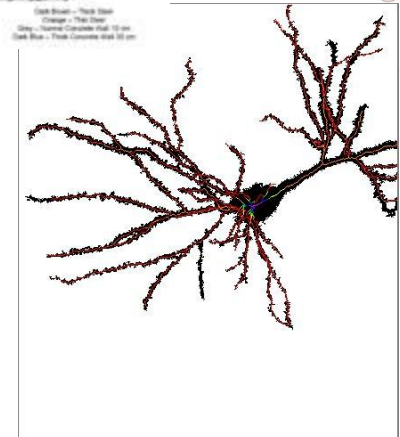 Dark Brown – Thick Steel
Orange – Thin Steel
Grey – Normal Concrete Wall 10 cm
Dark Blue – Thick Concrete Wall 30 cm